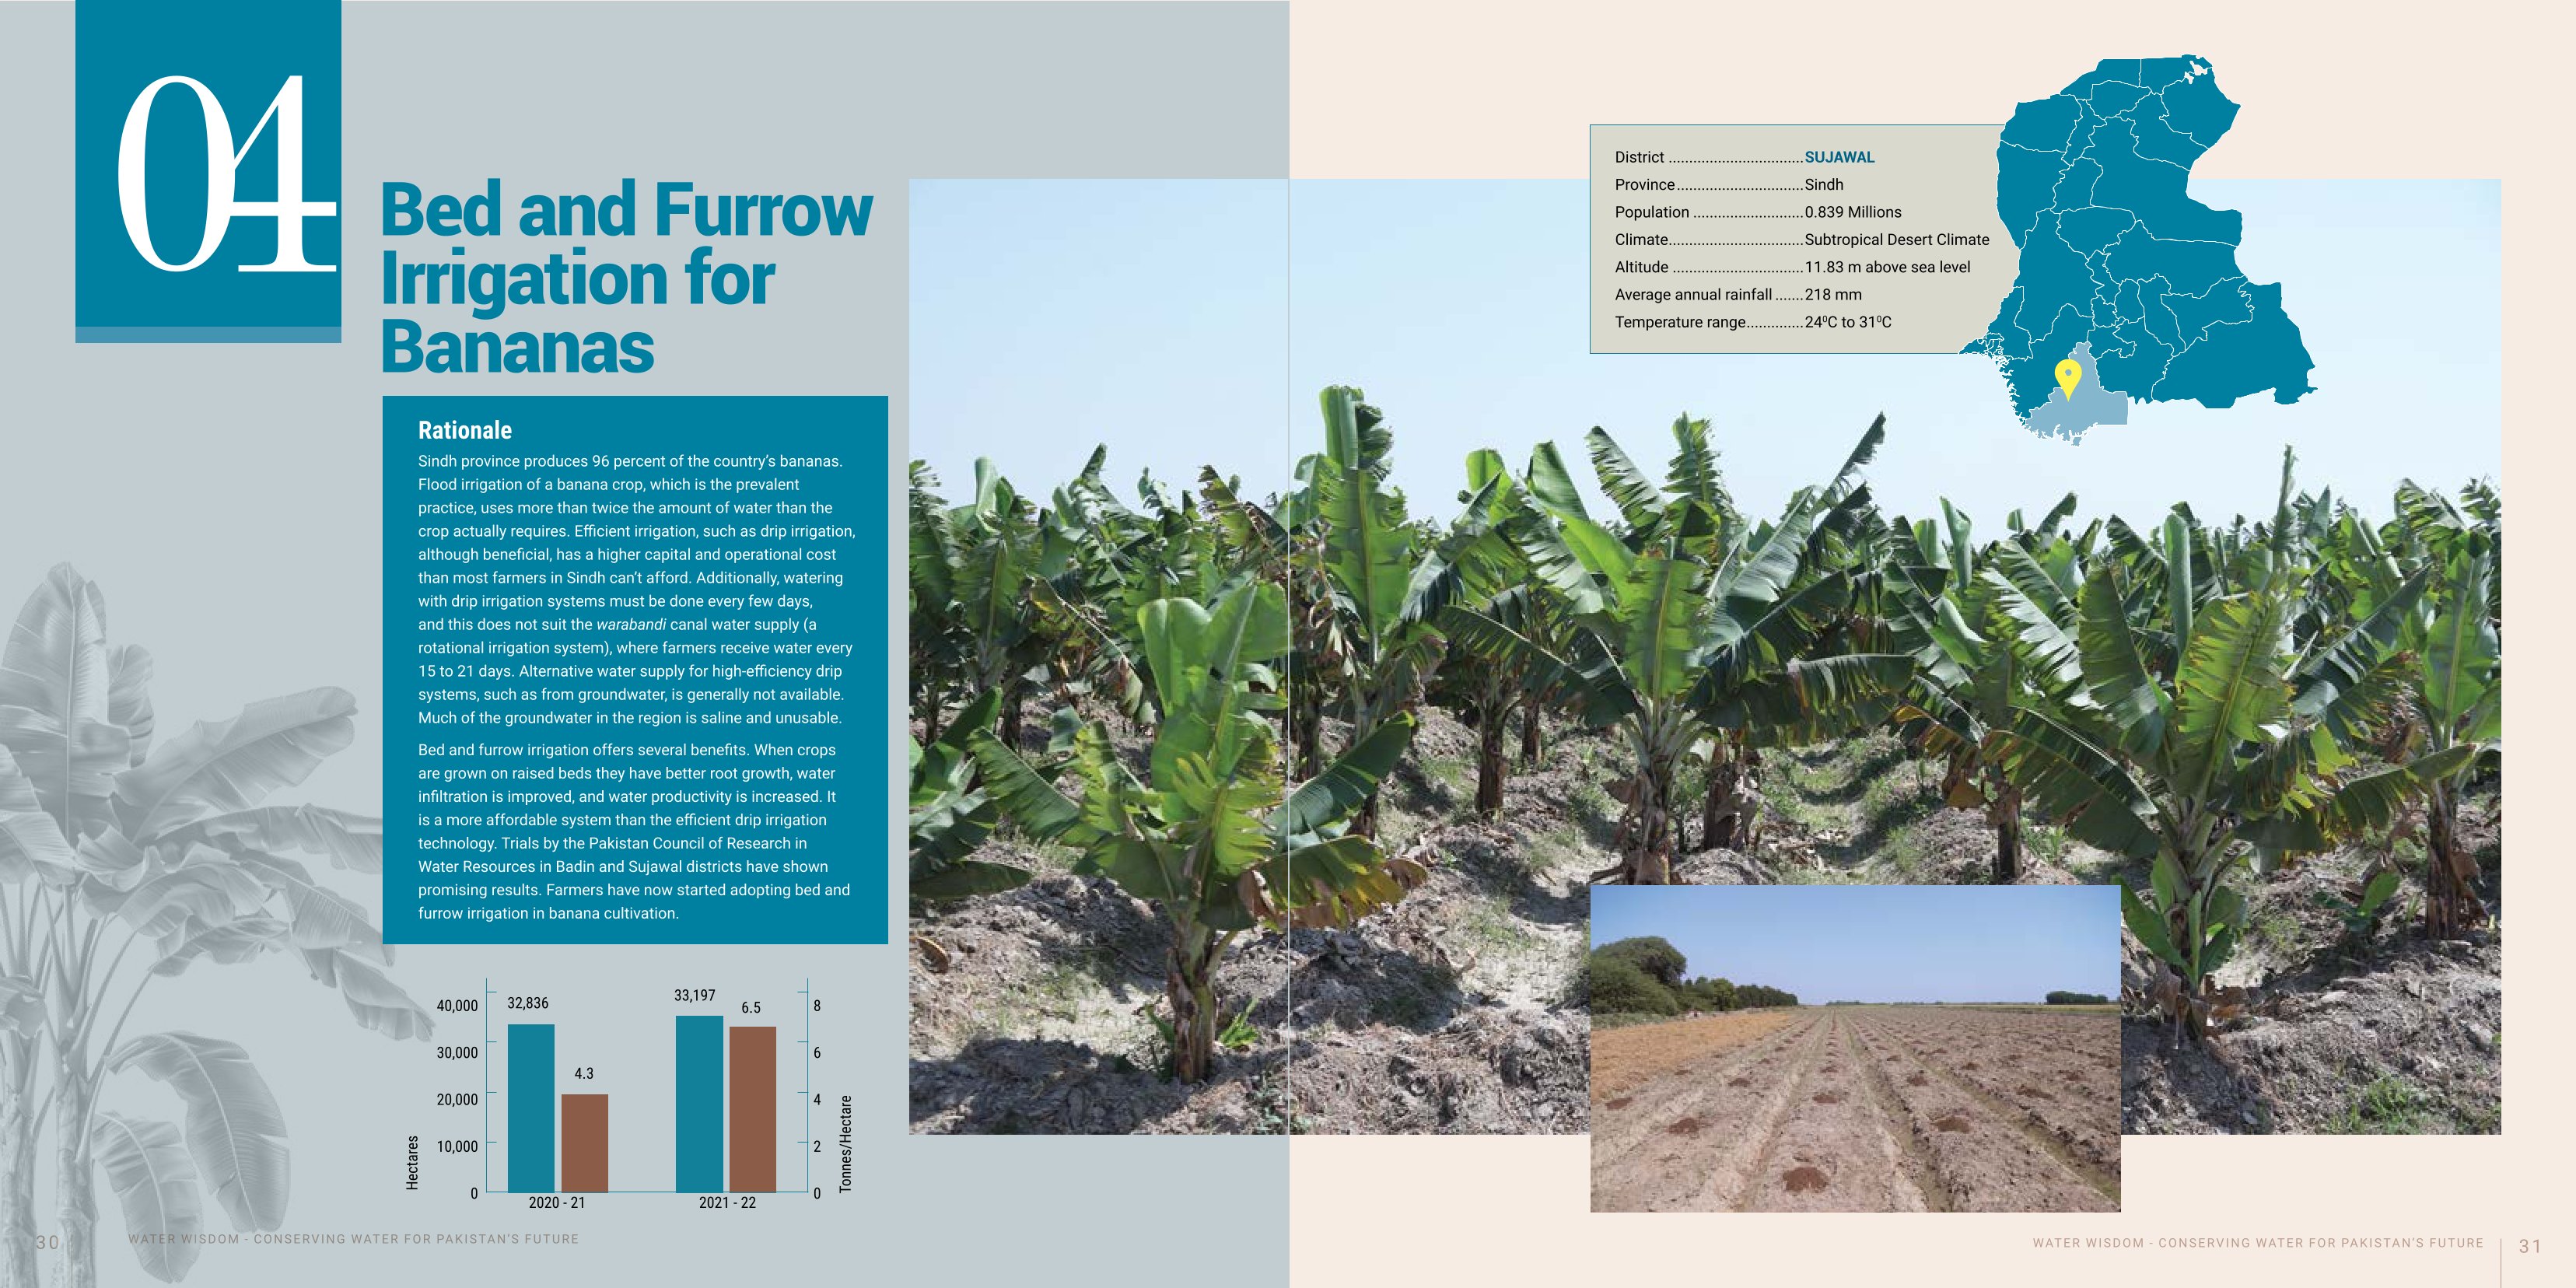 04
Bed and Furrow
Irrigation for
Bananas
Rationale
Sindh province produces 96 percent of the country's bananas.
Flood irrigation of a banana crop, which is the prevalent
practice, uses more than twice the amount of water than the
crop actually requires. Efficient irrigation, such as drip irrigation,
although beneficial, has a higher capital and operational cost
than most farmers in Sindh can't afford. Additionally, watering
with drip irrigation systems must be done every few days,
and this does not suit the warabandi canal water supply (a
rotational irrigation system), where farmers receive water every
15 to 21 days. Alternative water supply for high-efficiency drip
systems, such as from groundwater, is generally not available.
Much of the groundwater in the region is saline and unusable.
Bed and furrow irrigation offers several benefits. When crops
are grown on raised beds they have better root growth, water
infiltration is improved, and water productivity is increased. It
is a more affordable system than the efficient drip irrigation
technology. Trials by the Pakistan Council of Research in
Water Resources in Badin and Sujawal districts have shown
promising results. Farmers have now started adopting bed and
furrow irrigation in banana cultivation.
Hectares
40,000
30,000
20,000
10,000
0
32,836
4.3
33,197
6.5
8
6
4
2
0
Tonnes/Hectare
2020 - 21
2021 - 22
30
WATER WISDOM - CONSERVING WATER FOR PAKISTAN'S FUTURE
District .................................SUJAWAL
Province...............................Sindh
Population ...........................0.839 Millions
Climate.................................Subtropical Desert Climate
Altitude ................................11.83 m above sea level
Average annual rainfall .......218 mm
Temperature range..............24⁰C to 31⁰C
WATER WISDOM - CONSERVING WATER FOR PAKISTAN'S FUTURE
31